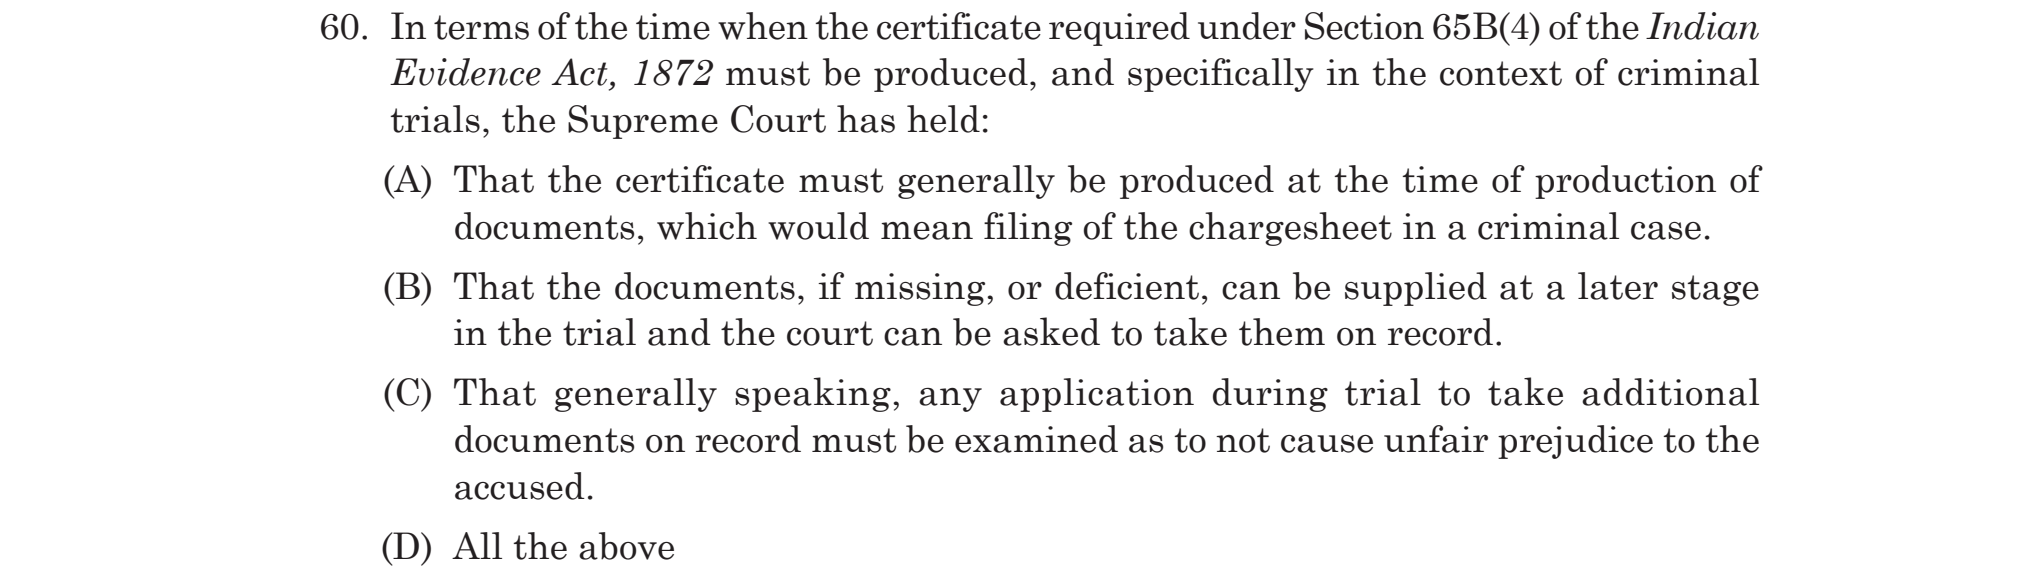 60. In terms of the time when the certificate required under Section 65B(4) of the Indian
Evidence Act, 1872 must be produced, and specifically in the context of criminal
trials, the Supreme Court has held:
(A) That the certificate must generally be produced at the time of production of
documents, which would mean filing of the chargesheet in a criminal case.
(B) That the documents, if missing, or deficient, can be supplied at a later stage
in the trial and the court can be asked to take them on record.
(C) That generally speaking, any application during trial to take additional
documents on record must be examined as to not cause unfair prejudice to the
accused.
(D) All the above